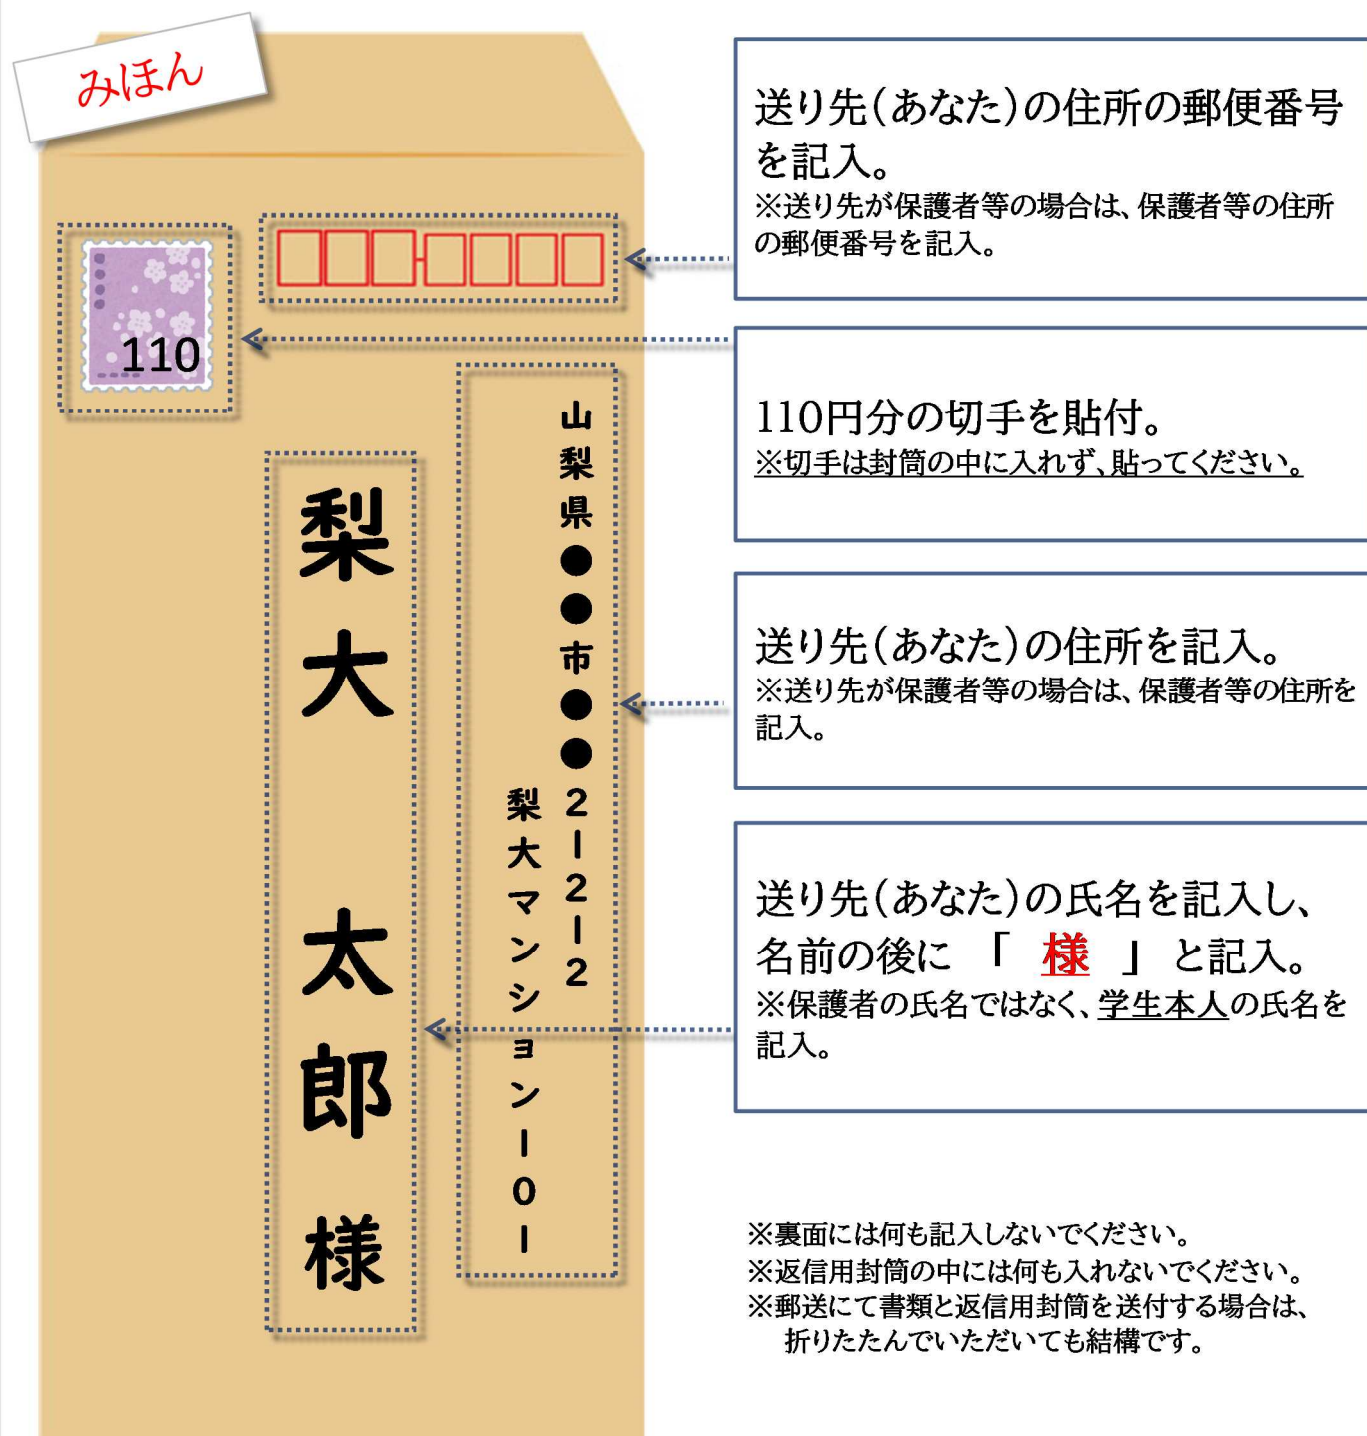 みほん
110
山梨県●●市●●2-2-2
梨大マンション101
梨大 太郎 様
送り先(あなた)の住所の郵便番号
を記入。
※送り先が保護者等の場合は、保護者等の住所
の郵便番号を記入。
110円分の切手を貼付。
※切手は封筒の中に入れず、貼ってください。
送り先(あなた)の住所を記入。
※送り先が保護者等の場合は、保護者等の住所を
記入。
送り先(あなた)の氏名を記入し、
名前の後に 「 様 」 と記入。
※保護者の氏名ではなく、学生本人の氏名を
記入。
※裏面には何も記入しないでください。
※返信用封筒の中には何も入れないでください。
※郵送にて書類と返信用封筒を送付する場合は、
折りたたんでいただいても結構です。